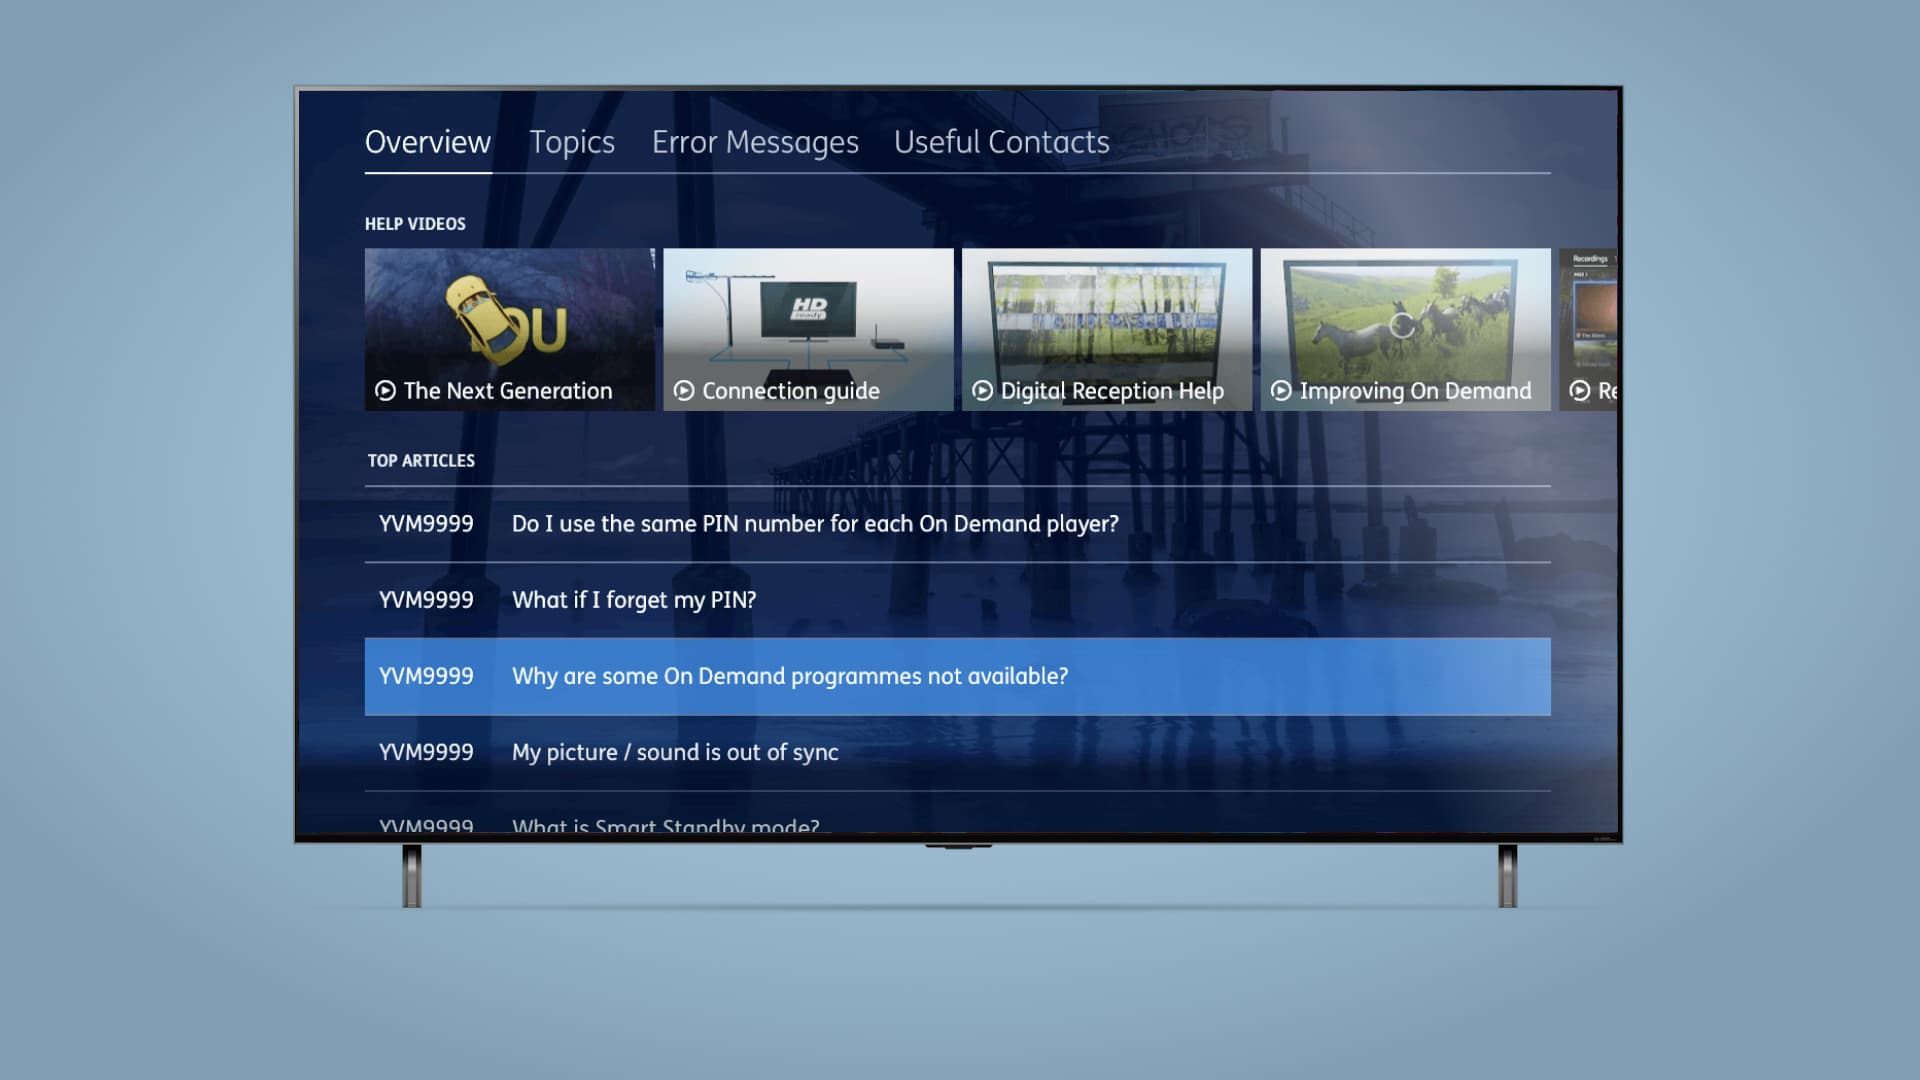 Overview Topics Error Messages Useful Contacts
HELP VIDEOS
OU
HD
ready
Recordings
The Next Generation
Connection guide
Digital Reception Help
Improving On Demand
Re
TOP ARTICLES
YVM9999 Do I use the same PIN number for each On Demand player?
YVM9999 What if I forget my PIN?
YVM9999 Why are some On Demand programmes not available?
YVM9999 My picture / sound is out of sync
YVM9999 What is Smart Standby mode?